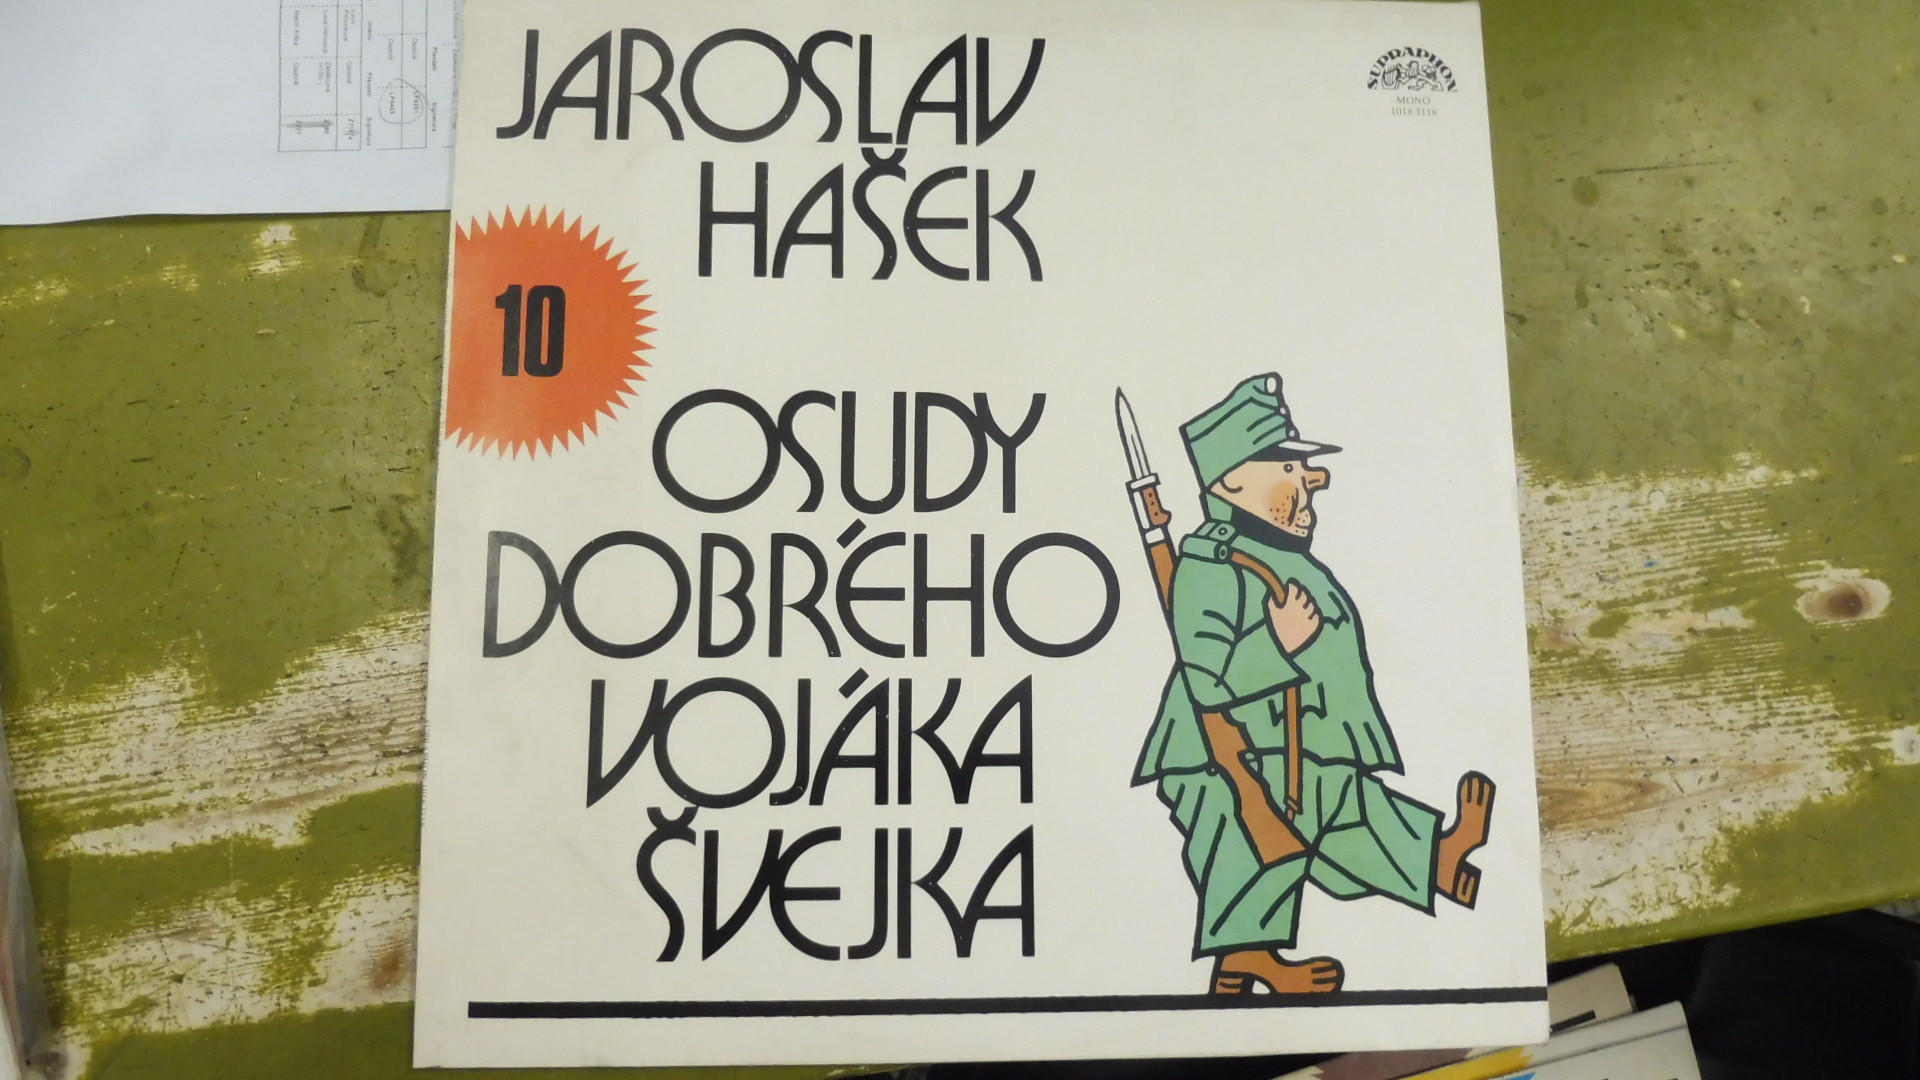 JAROSLAV
HAŠEK
SUPRAPHON
MONO
1018 3118
10
OSUDY
DOBRÉHO
VOJÁKA
ŠVEJKA